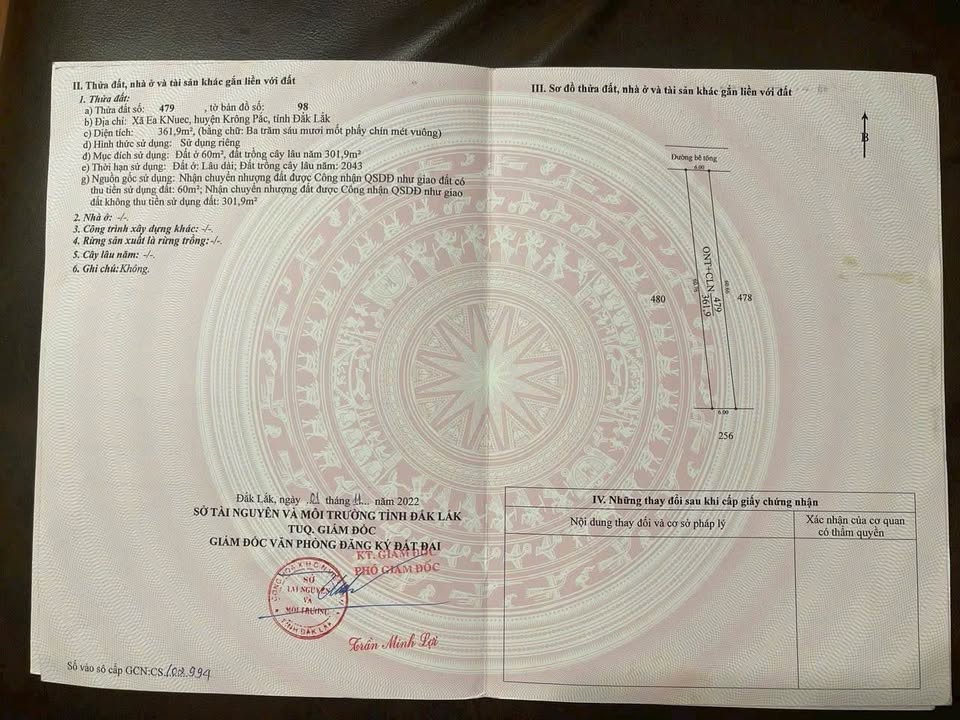 II. Thửa đất, nhà ở và tài sản khác gắn liền với đất
1. Thửa đất:
a) Thửa đất số: 479 , tờ bản đồ số: 98
b) Địa chỉ: Xã Ea KNuec, huyện Krông Pắc, tỉnh Đắk Lắk
c) Diện tích: 361,9m², (bằng chữ: Ba trăm sáu mươi mốt phẩy chín mét vuông)
d) Hình thức sử dụng: Sử dụng riêng
đ) Mục đích sử dụng: Đất ở 60m², đất trồng cây lâu năm 301,9m²
e) Thời hạn sử dụng: Đất ở: Lâu dài; Đất trồng cây lâu năm: 2043
g) Nguồn gốc sử dụng: Nhận chuyển nhượng đất được Công nhận QSDĐ như giao đất có
thu tiền sử dụng đất: 60m²; Nhận chuyển nhượng đất được Công nhận QSDĐ như giao
đất không thu tiền sử dụng đất: 301,9m²
2. Nhà ở: -/-.
3. Công trình xây dựng khác: -/-.
4. Rừng sản xuất là rừng trồng:-/-.
5. Cây lâu năm: -/-.
6. Ghi chú:Không.
Đắk Lắk, ngày 01 tháng 11 năm 2022
SỞ TÀI NGUYÊN VÀ MÔI TRƯỜNG TỈNH ĐẮK LẮK
TUQ. GIÁM ĐỐC
GIÁM ĐỐC VĂN PHÒNG ĐĂNG KÝ ĐẤT ĐAI
KT. GIÁM ĐỐC
PHÓ GIÁM ĐỐC
SỞ
TÀI NGUYÊN
VÀ
MÔI TRƯỜNG
TỈNH ĐẮK LẮK
Trần Minh Lợi
Số vào sổ cấp GCN:CS
III. Sơ đồ thửa đất, nhà ở và tài sản khác gắn liền với đất
B
Đường bê tông
6.00
ONT+CLN 479
361.9
480
478
6.00
256
IV. Những thay đổi sau khi cấp giấy chứng nhận
Nội dung thay đổi và cơ sở pháp lý
Xác nhận của cơ quan
có thẩm quyền